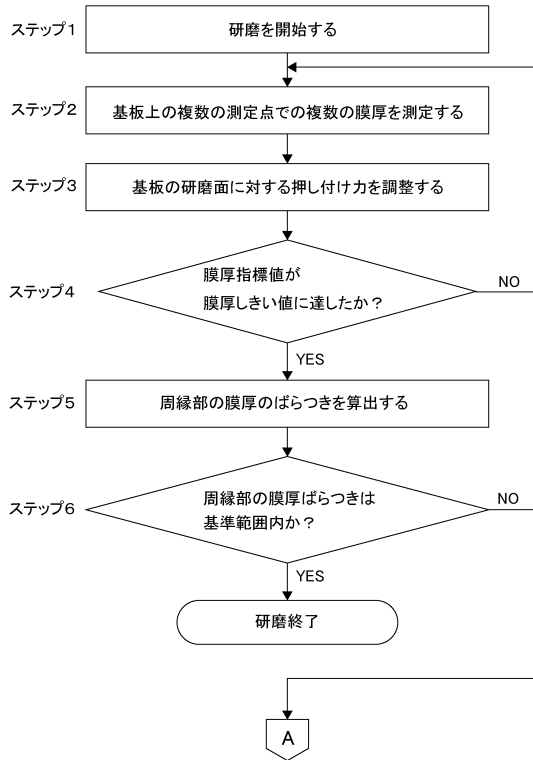 ステップ1
研磨を開始する
ステップ2
基板上の複数の測定点での複数の膜厚を測定する
ステップ3
基板の研磨面に対する押し付け力を調整する
ステップ4
膜厚指標値が
膜厚しきい値に達したか？
NO
YES
ステップ5
周縁部の膜厚のばらつきを算出する
ステップ6
周縁部の膜厚ばらつきは
基準範囲内か？
NO
YES
研磨終了
A